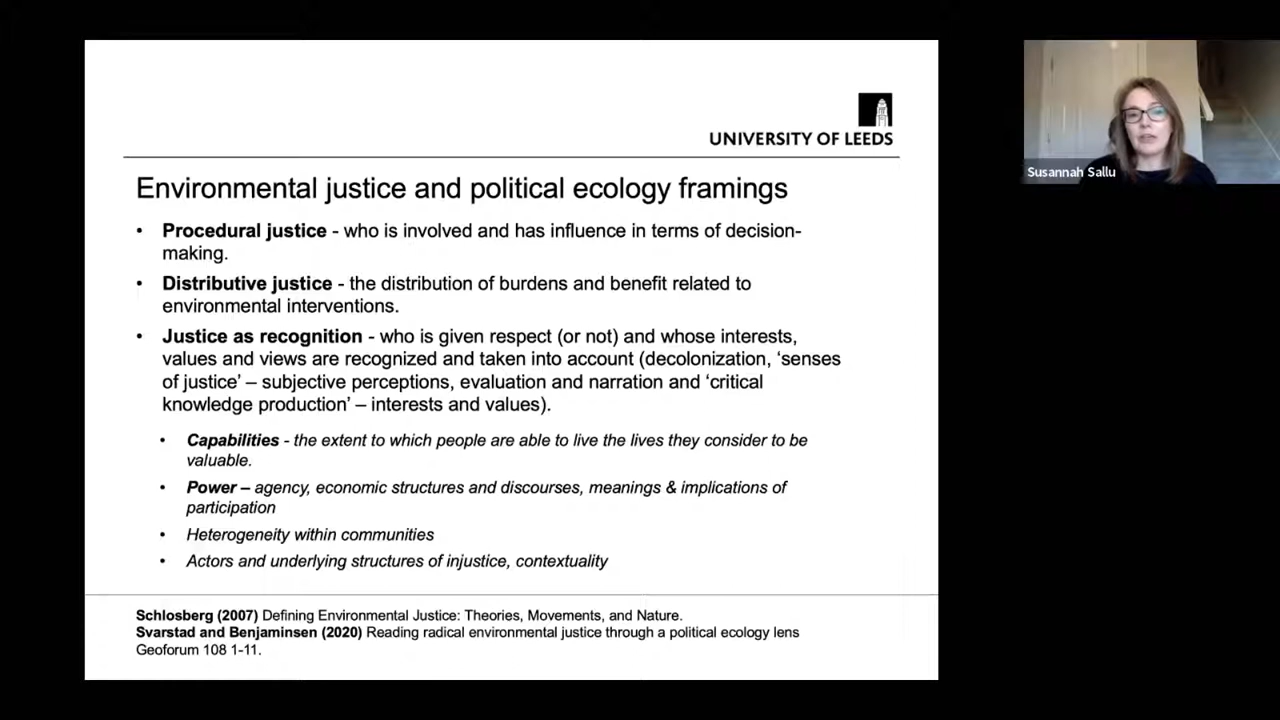 UNIVERSITY OF LEEDS
Environmental justice and political ecology framings
• Procedural justice - who is involved and has influence in terms of decision-
making.
• Distributive justice - the distribution of burdens and benefit related to
environmental interventions.
• Justice as recognition - who is given respect (or not) and whose interests,
values and views are recognized and taken into account (decolonization, ‘senses
of justice’ – subjective perceptions, evaluation and narration and ‘critical
knowledge production’ – interests and values).
• Capabilities - the extent to which people are able to live the lives they consider to be
valuable.
• Power – agency, economic structures and discourses, meanings & implications of
participation
• Heterogeneity within communities
• Actors and underlying structures of injustice, contextuality
Schlosberg (2007) Defining Environmental Justice: Theories, Movements, and Nature.
Svarstad and Benjaminsen (2020) Reading radical environmental justice through a political ecology lens
Geoforum 108 1-11.
Susannah Sallu